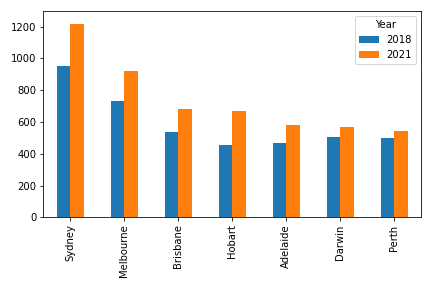 Year
2018
2021
1200
1000
800
600
400
200
0
Sydney
Melbourne
Brisbane
Hobart
Adelaide
Darwin
Perth